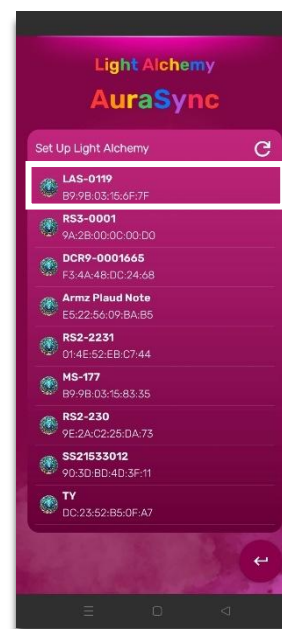 Light Alchemy
AuraSync
Set Up Light Alchemy
LAS-0119
B9:9B:03:15:6F:7F
RS3-0001
9A:2B:00:0C:00:D0
DCR9-0001665
F3:4A:48:DC:24:68
Armz Plaud Note
E5:22:56:09:BA:B5
RS2-2231
01:4E:52:EB:C7:44
MS-177
B9:9B:03:15:83:35
RS2-230
9E:2A:C2:25:DA:73
SS21533012
90:3D:BD:4D:3F:11
TY
DC:23:52:B5:0F:A7